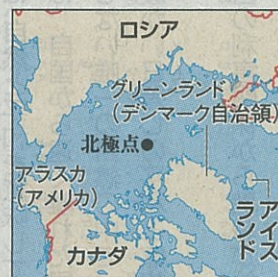 ロシア
グリーンランド
（デンマーク自治領）
北極点
アラスカ
（アメリカ）
アイスランド
カナダ